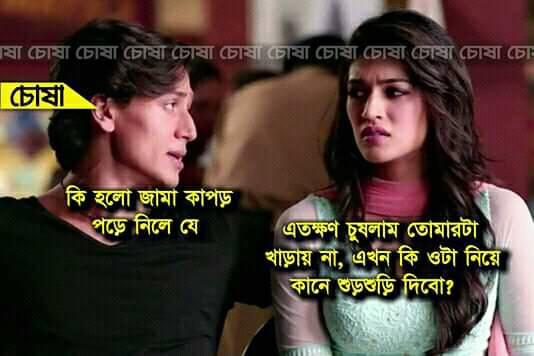 চোষা চোষা চোষা চোষা চোষা চোষা চোষা চোষা চোষা
চোষা
কি হলো জামা কাপড়
পড়ে নিলে যে
এতক্ষণ চুষলাম তোমারটা
খাড়ায় না, এখন কি ওটা নিয়ে
কানে শুড়শুড়ি দিবো?